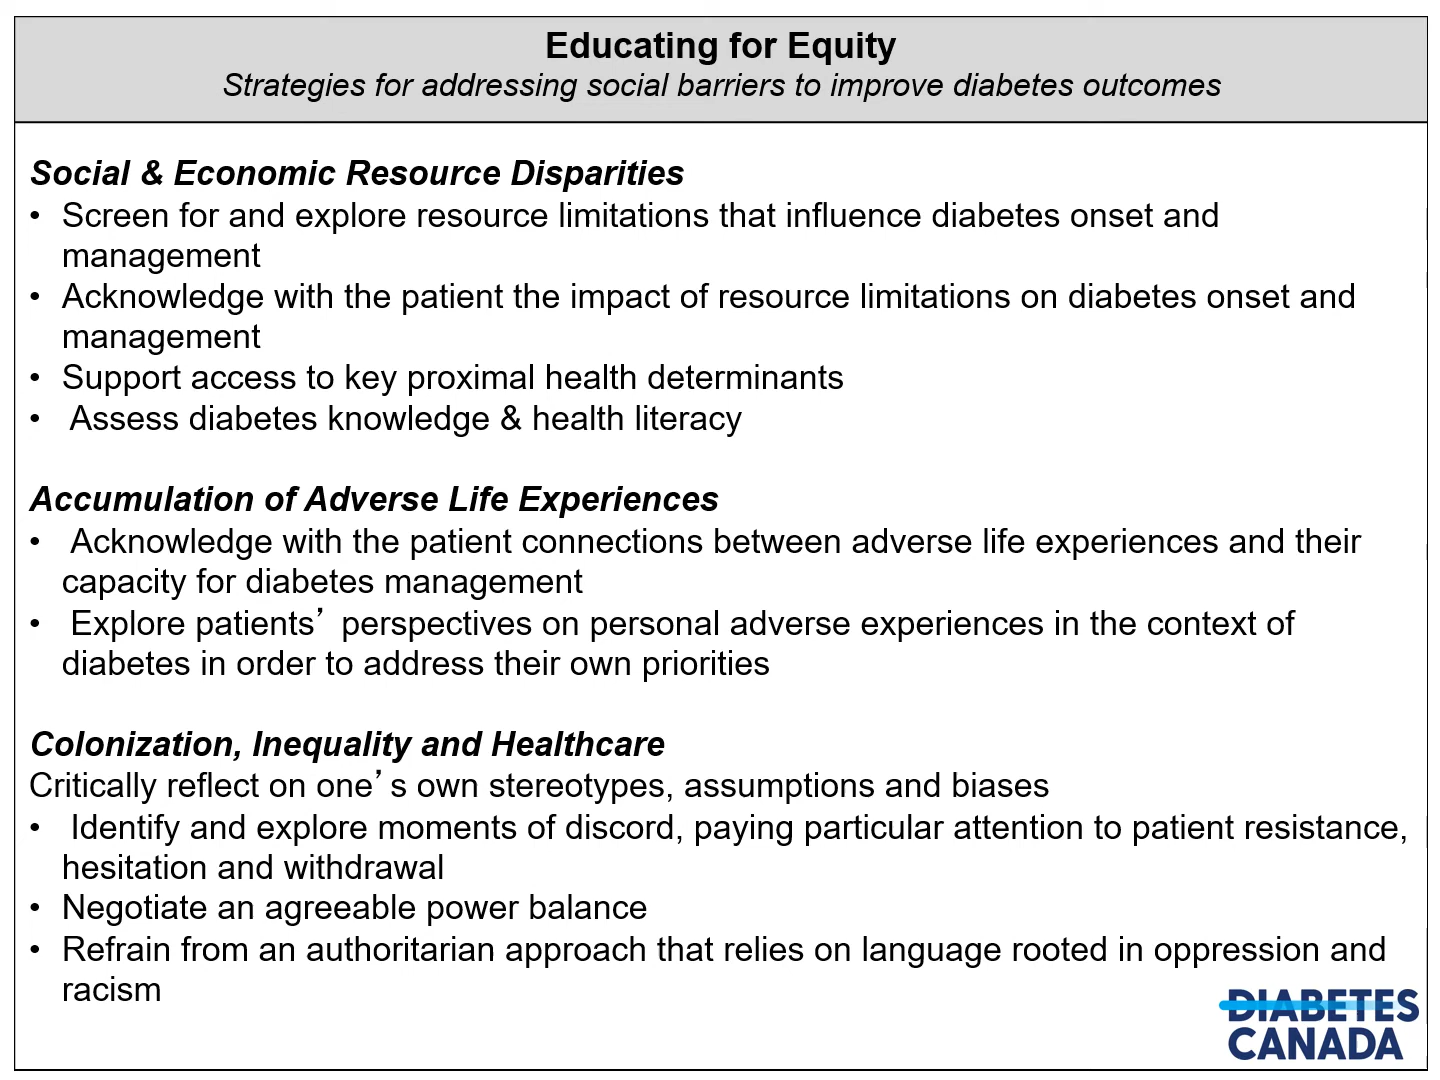 Educating for Equity
Strategies for addressing social barriers to improve diabetes outcomes
Social & Economic Resource Disparities
• Screen for and explore resource limitations that influence diabetes onset and
management
• Acknowledge with the patient the impact of resource limitations on diabetes onset and
management
• Support access to key proximal health determinants
• Assess diabetes knowledge & health literacy
Accumulation of Adverse Life Experiences
• Acknowledge with the patient connections between adverse life experiences and their
capacity for diabetes management
• Explore patients’ perspectives on personal adverse experiences in the context of
diabetes in order to address their own priorities
Colonization, Inequality and Healthcare
Critically reflect on one’s own stereotypes, assumptions and biases
• Identify and explore moments of discord, paying particular attention to patient resistance,
hesitation and withdrawal
• Negotiate an agreeable power balance
• Refrain from an authoritarian approach that relies on language rooted in oppression and
racism
DIABETES
CANADA